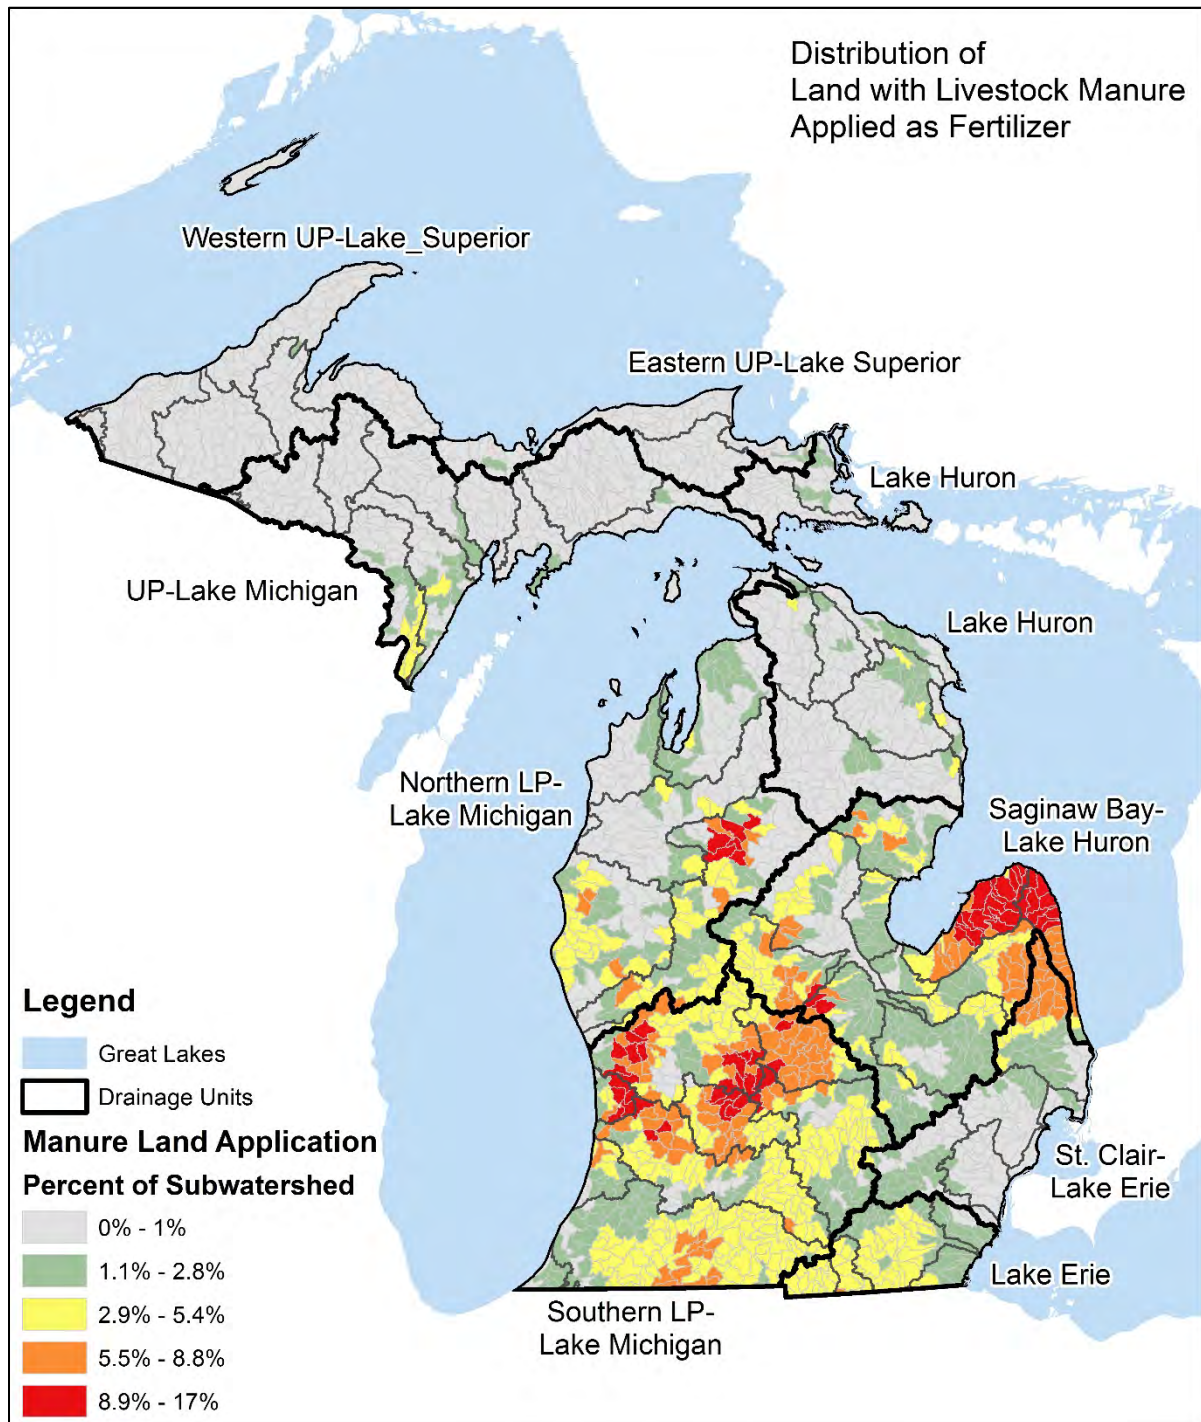 Distribution of
Land with Livestock Manure
Applied as Fertilizer
Western UP-Lake_Superior
Eastern UP-Lake Superior
Lake Huron
UP-Lake Michigan
Lake Huron
Northern LP-
Lake Michigan
Saginaw Bay-
Lake Huron
St. Clair-
Lake Erie
Lake Erie
Southern LP-
Lake Michigan
Legend
Great Lakes
Drainage Units
Manure Land Application
Percent of Subwatershed
0% - 1%
1.1% - 2.8%
2.9% - 5.4%
5.5% - 8.8%
8.9% - 17%